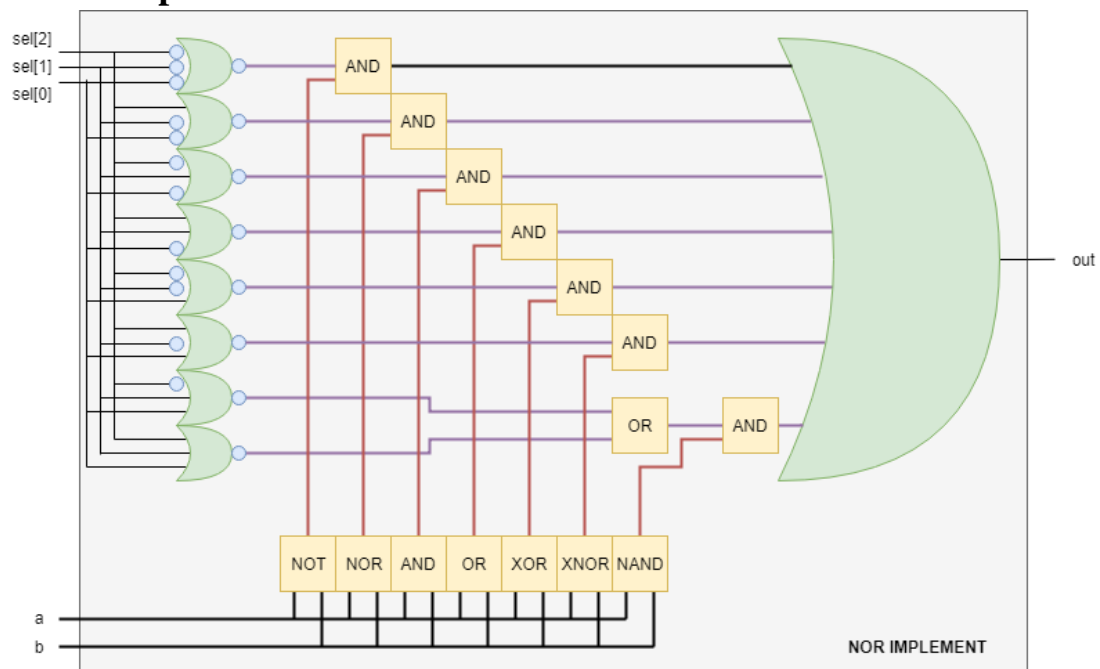 sel[2]
sel[1]
sel[0]
AND
AND
AND
AND
AND
AND
OR
AND
out
NOT
NOR
AND
OR
XOR
XNOR
NAND
a
b
NOR IMPLEMENT